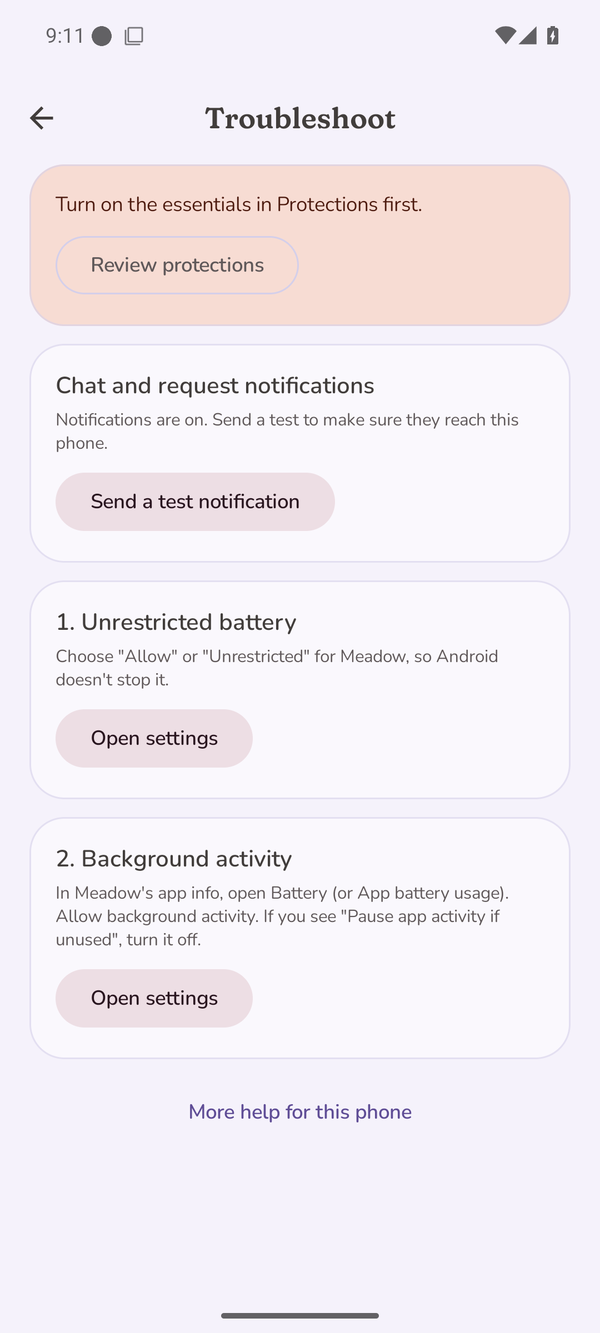 9:11
Troubleshoot
Turn on the essentials in Protections first.
Review protections
Chat and request notifications
Notifications are on. Send a test to make sure they reach this
phone.
Send a test notification
1. Unrestricted battery
Choose "Allow" or "Unrestricted" for Meadow, so Android
doesn't stop it.
Open settings
2. Background activity
In Meadow's app info, open Battery (or App battery usage).
Allow background activity. If you see "Pause app activity if
unused", turn it off.
Open settings
More help for this phone